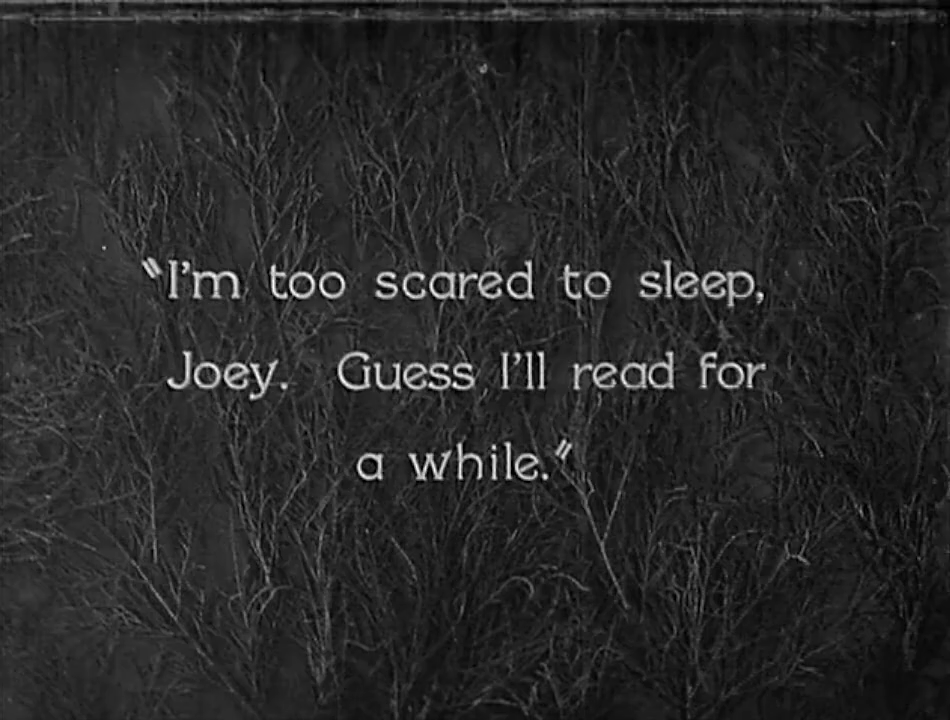 "I'm too scared to sleep,
Joey. Guess I'll read for
a while."